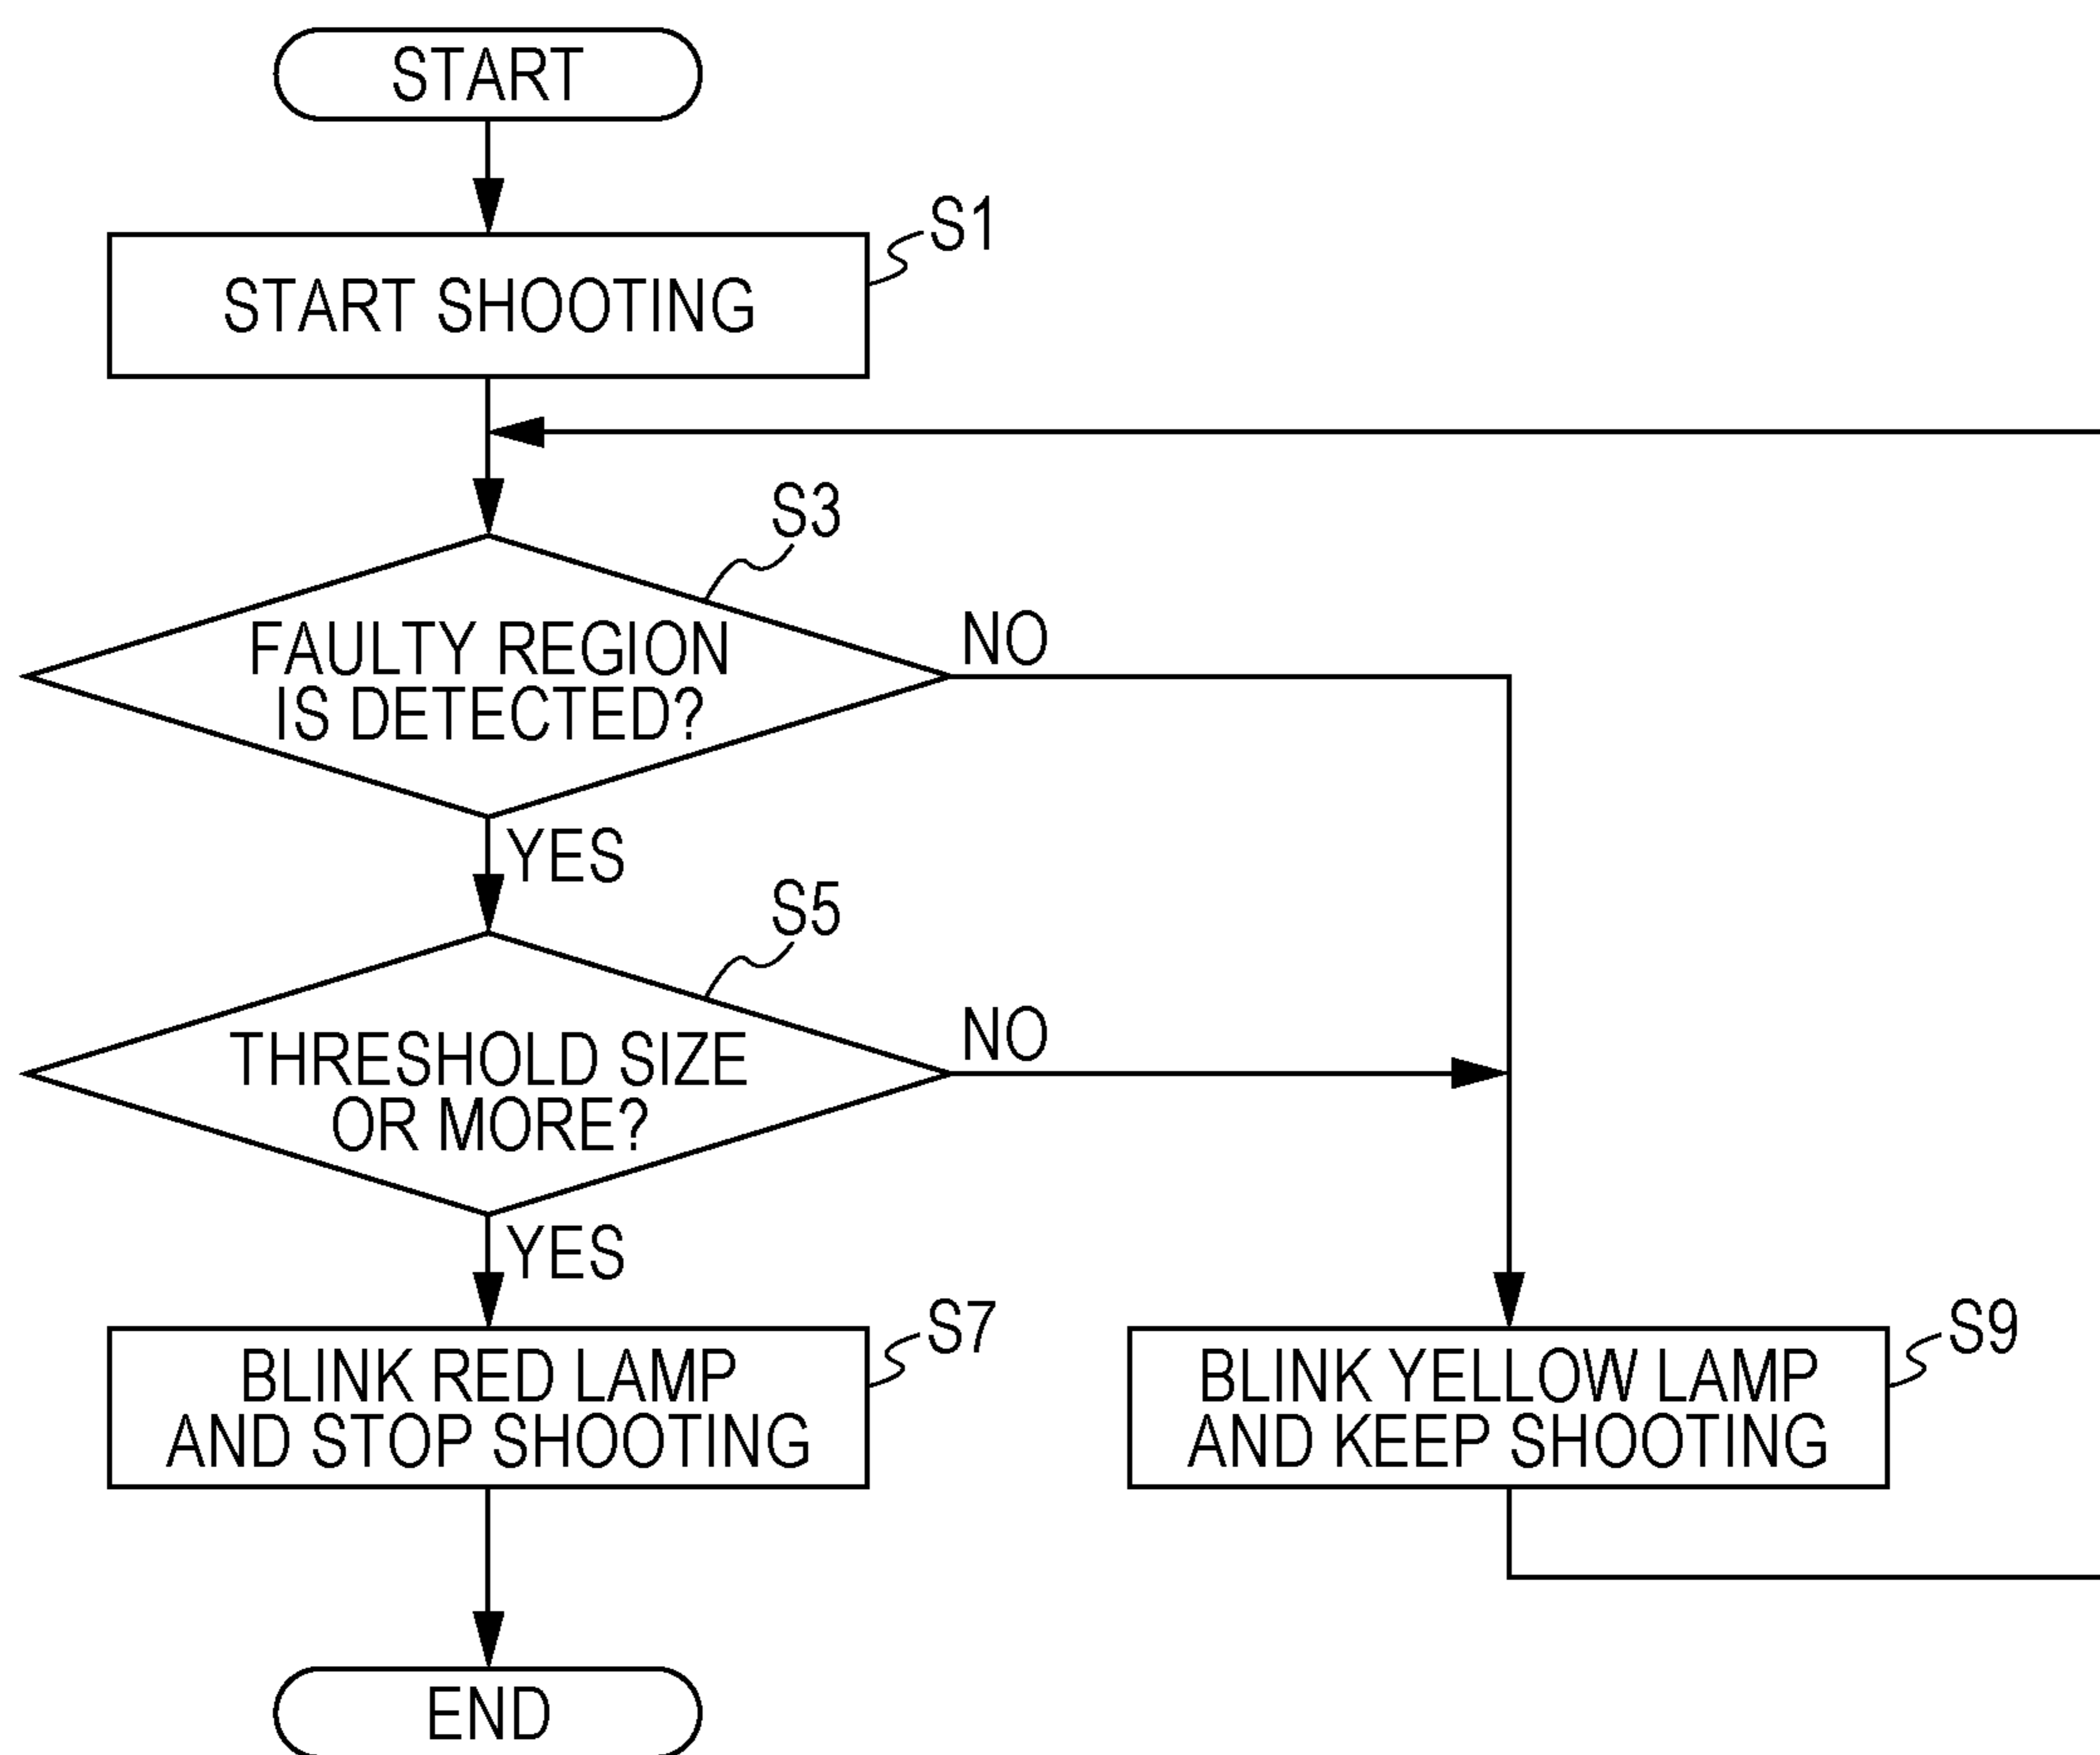 START
S1
START SHOOTING
S3
FAULTY REGION
IS DETECTED?
NO
YES
S5
THRESHOLD SIZE
OR MORE?
NO
YES
S7
BLINK RED LAMP
AND STOP SHOOTING
S9
BLINK YELLOW LAMP
AND KEEP SHOOTING
END